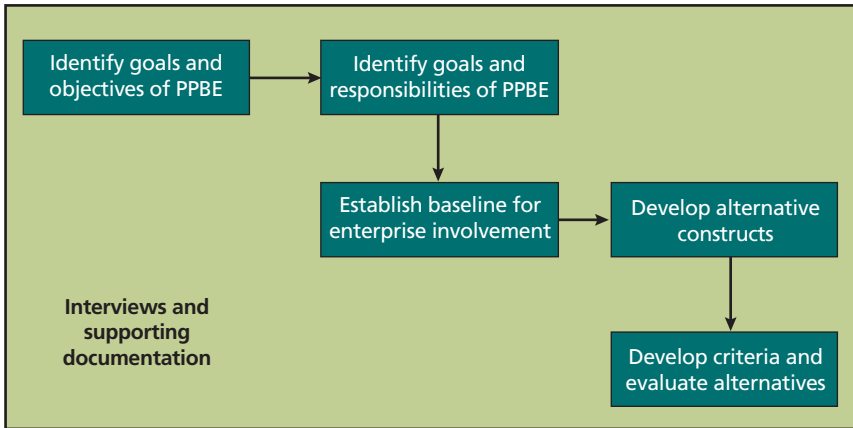 Identify goals and
objectives of PPBE
Identify goals and
responsibilities of PPBE
Establish baseline for
enterprise involvement
Develop alternative
constructs
Interviews and
supporting
documentation
Develop criteria and
evaluate alternatives